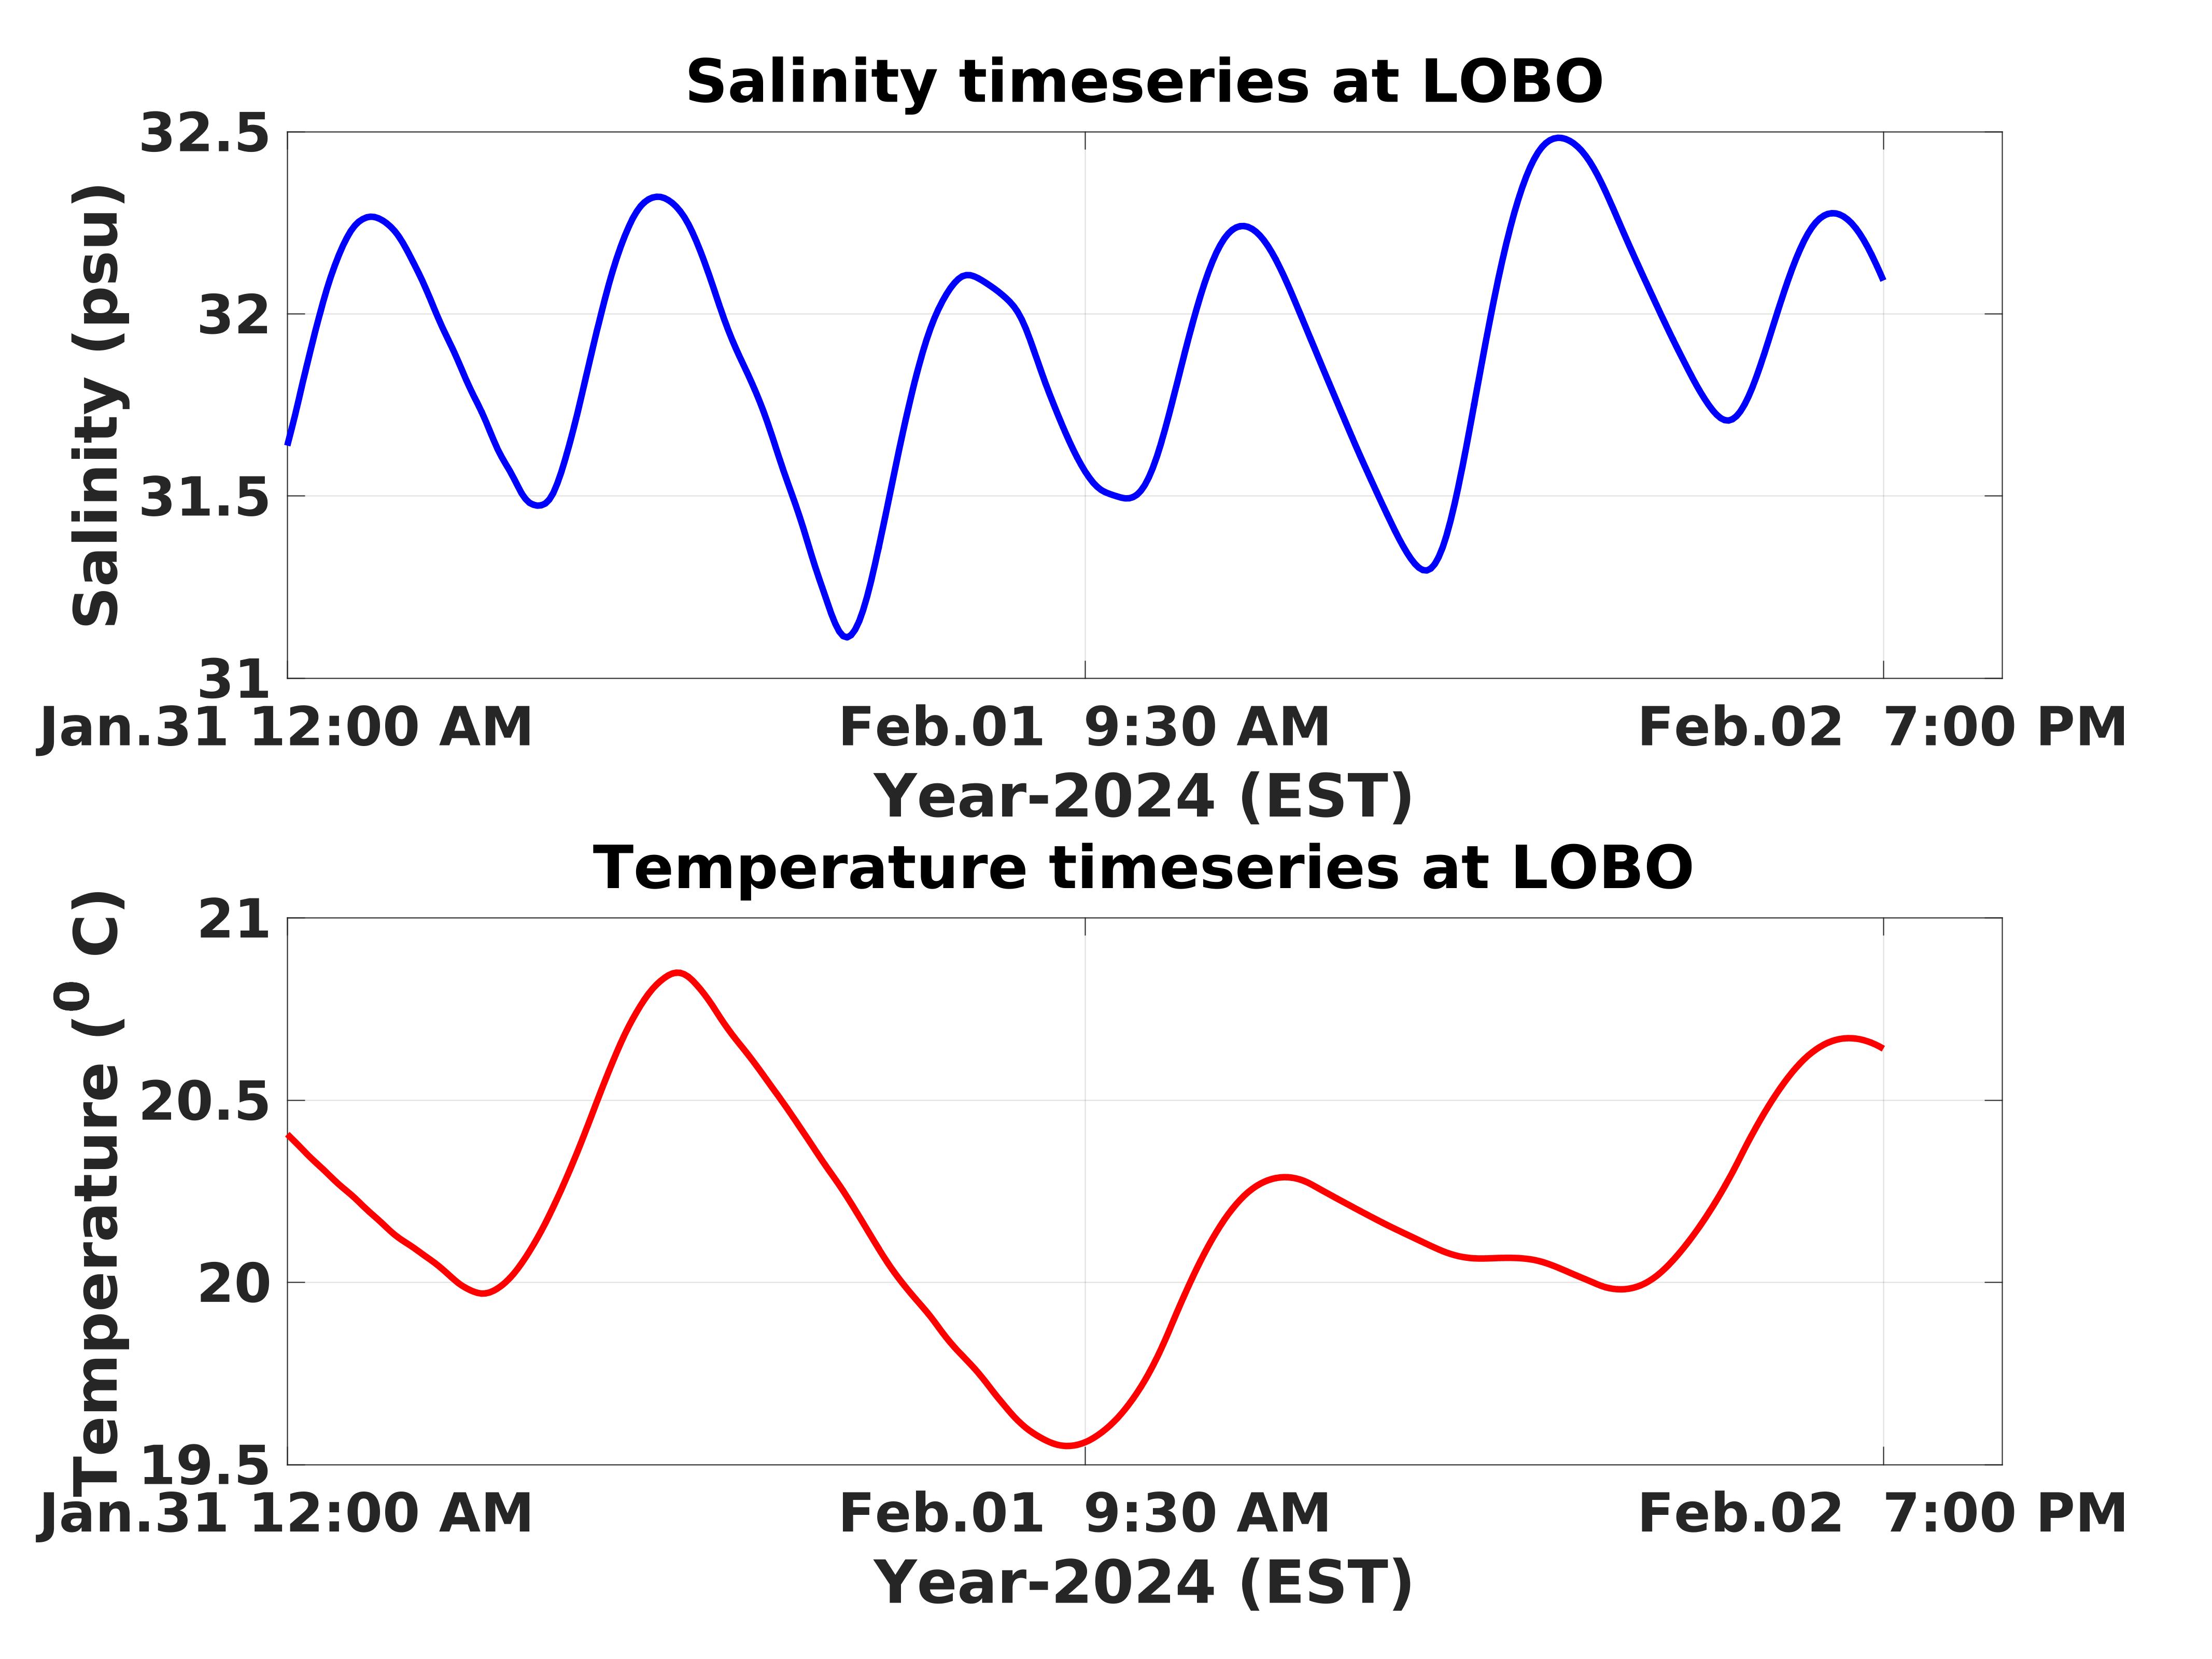 Salinity timeseries at LOBO
Salinity (psu)
32.5
32
31.5
31
Jan.31 12:00 AM Feb.01 9:30 AM Feb.02 7:00 PM
Year-2024 (EST)
Temperature timeseries at LOBO
Temperature (⁰ C)
21
20.5
20
19.5
Jan.31 12:00 AM Feb.01 9:30 AM Feb.02 7:00 PM
Year-2024 (EST)